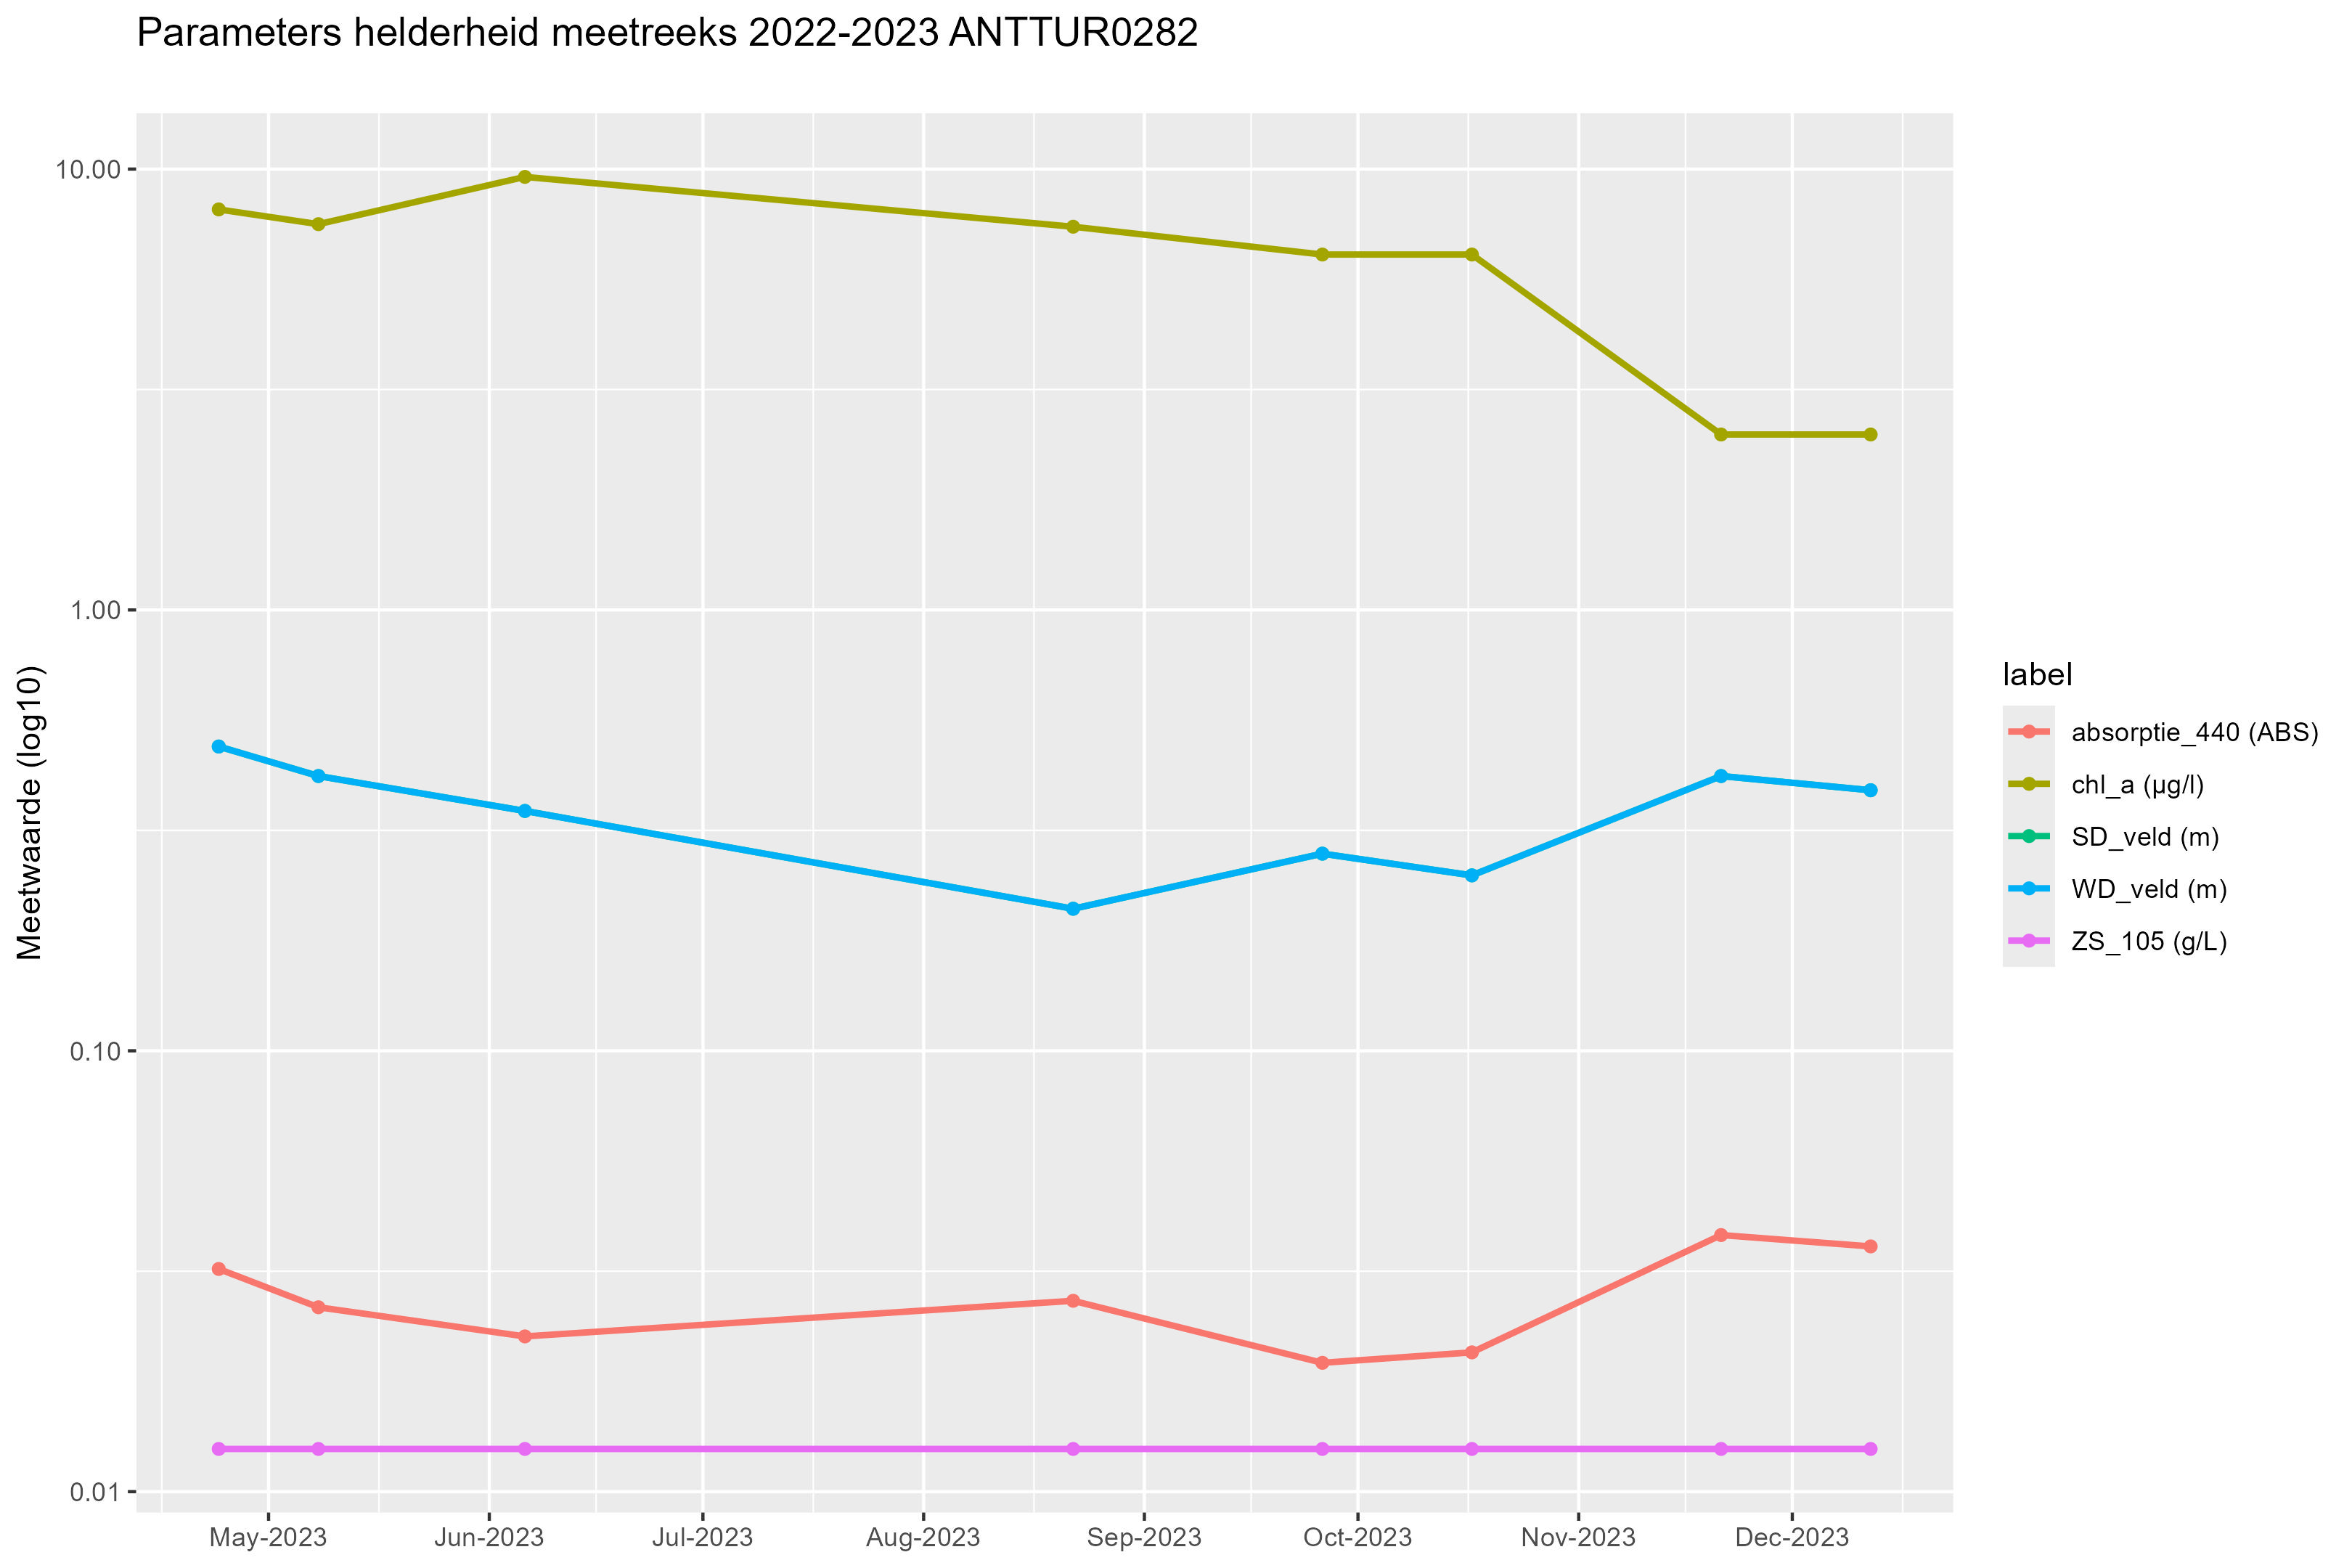 Parameters helderheid meetreeks 2022-2023 ANTTUR0282
Meetwaarde (log10)
10.00
1.00
0.10
0.01
May-2023
Jun-2023
Jul-2023
Aug-2023
Sep-2023
Oct-2023
Nov-2023
Dec-2023
label
absorptie_440 (ABS)
chl_a (µg/l)
SD_veld (m)
WD_veld (m)
ZS_105 (g/L)